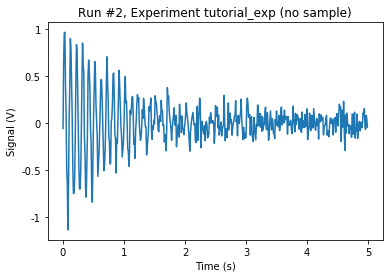 Run #2, Experiment tutorial_exp (no sample)
1
0.5
0
-0.5
-1
Signal (V)
0 1 2 3 4 5
Time (s)